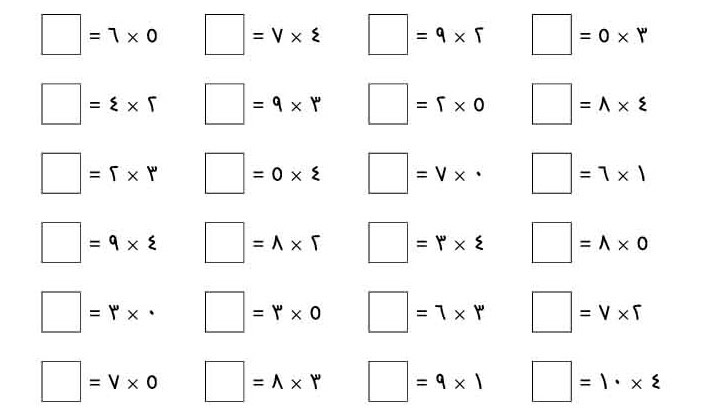 ٣ × ٥ = ٢ × ٩ = ٤ × ٧ = ٥ × ٦ =
٤ × ٨ = ٥ × ٢ = ٣ × ٩ = ٢ × ٤ =
١ × ٦ = ٠ × ٧ = ٤ × ٥ = ٣ × ٢ =
٥ × ٨ = ٤ × ٣ = ٢ × ٨ = ٤ × ٩ =
٢× ٧ = ٣ × ٦ = ٥ × ٣ = ٠ × ٣ =
٤ × ١٠ = ١ × ٩ = ٣ × ٨ = ٥ × ٧ =